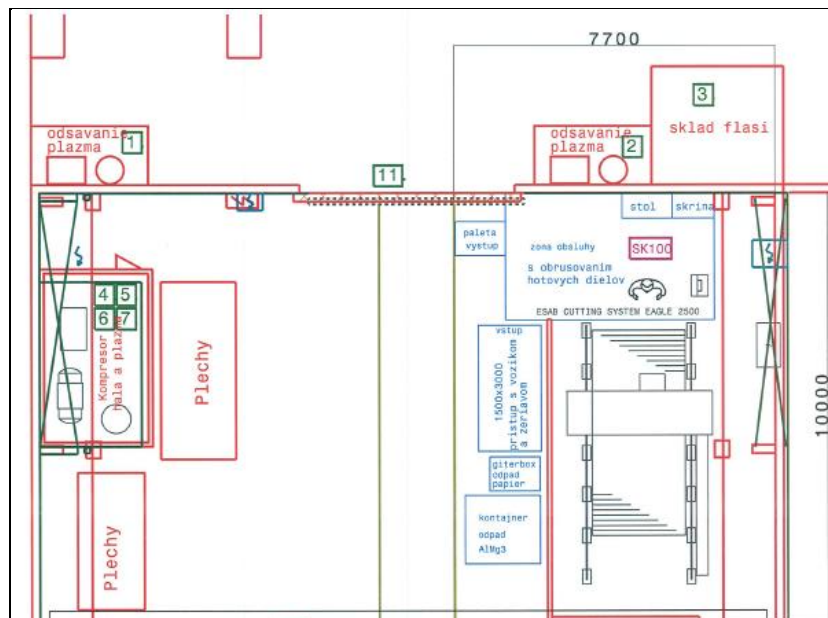 7700
3
odsavanie
plazma
1
odsavanie
plazma
2
sklad flasi
11
stol
skrina
paleta
vystup
zona obsluhy
SK100
s obrusovanim
hotovych dielov
ESAB CUTTING SYSTEM EAGLE 2500
4 5
6 7
Kompresor
hala a plazma
Plechy
vstup
1500x3000
pristup s vozikom
a zeriavom
10000
giterbox
odpad
papier
kontajner
odpad
AlMg3
Plechy